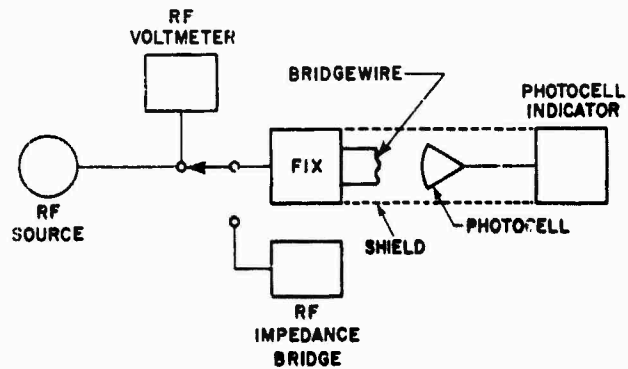 RF
VOLTMETER
BRIDGEWIRE
PHOTOCELL
INDICATOR
FIX
RF
SOURCE
SHIELD
PHOTOCELL
RF
IMPEDANCE
BRIDGE